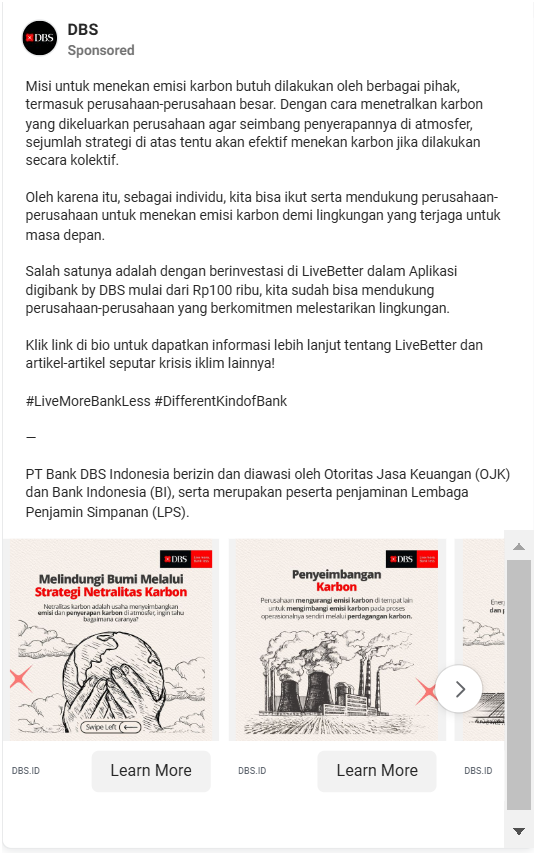 DBS
DBS
Sponsored
Misi untuk menekan emisi karbon butuh dilakukan oleh berbagai pihak,
termasuk perusahaan-perusahaan besar. Dengan cara menetralkan karbon
yang dikeluarkan perusahaan agar seimbang penyerapannya di atmosfer,
sejumlah strategi di atas tentu akan efektif menekan karbon jika dilakukan
secara kolektif.
Oleh karena itu, sebagai individu, kita bisa ikut serta mendukung perusahaan-
perusahaan untuk menekan emisi karbon demi lingkungan yang terjaga untuk
masa depan.
Salah satunya adalah dengan berinvestasi di LiveBetter dalam Aplikasi
digibank by DBS mulai dari Rp100 ribu, kita sudah bisa mendukung
perusahaan-perusahaan yang berkomitmen melestarikan lingkungan.
Klik link di bio untuk dapatkan informasi lebih lanjut tentang LiveBetter dan
artikel-artikel seputar krisis iklim lainnya!
#LiveMoreBankLess #DifferentKindofBank
—
PT Bank DBS Indonesia berizin dan diawasi oleh Otoritas Jasa Keuangan (OJK)
dan Bank Indonesia (BI), serta merupakan peserta penjaminan Lembaga
Penjamin Simpanan (LPS).
DBS
Melindungi Bumi Melalui
Strategi Netralitas Karbon
Netralitas karbon adalah usaha menyeimbangkan
emisi dan penyerapan karbon di atmosfer, ingin tahu
bagaimana caranya?
Swipe Left
DBS.ID
Learn More
DBS
Penyeimbangan
Karbon
Perusahaan mengurangi emisi karbon di tempat lain
untuk mengimbangi emisi karbon pada proses
operasionalnya sendiri melalui perdagangan karbon.
DBS.ID
Learn More
DBS.ID